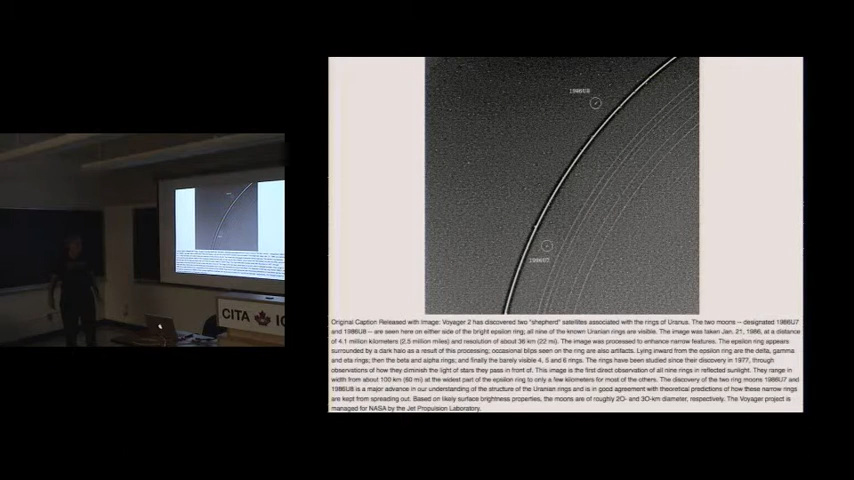 1986U8
1986U7
Original Caption Released with Image: Voyager 2 has discovered two "shepherd" satellites associated with the rings of Uranus. The two moons -- designated 1986U7
and 1986U8 -- are seen here on either side of the bright epsilon ring; all nine of the known Uranian rings are visible. The image was taken Jan. 21, 1986, at a distance
of 4.1 million kilometers (2.5 million miles) and resolution of about 36 km (22 mi). The image was processed to enhance narrow features. The epsilon ring appears
surrounded by a dark halo as a result of this processing; occasional blips seen on the ring are also artifacts. Lying inward from the epsilon ring are the delta, gamma
and eta rings; then the beta and alpha rings; and finally the barely visible 4, 5 and 6 rings. The rings have been studied since their discovery in 1977, through
observations of how they diminish the light of stars they pass in front of. This image is the first direct observation of all nine rings in reflected sunlight. They range in
width from about 100 km (60 mi) at the widest part of the epsilon ring to only a few kilometers for most of the others. The discovery of the two ring moons 1986U7 and
1986U8 is a major advance in our understanding of the structure of the Uranian rings and is in good agreement with theoretical predictions of how these narrow rings
are kept from spreading out. Based on likely surface brightness properties, the moons are of roughly 2O- and 3O-km diameter, respectively. The Voyager project is
managed for NASA by the Jet Propulsion Laboratory.
CITA IC